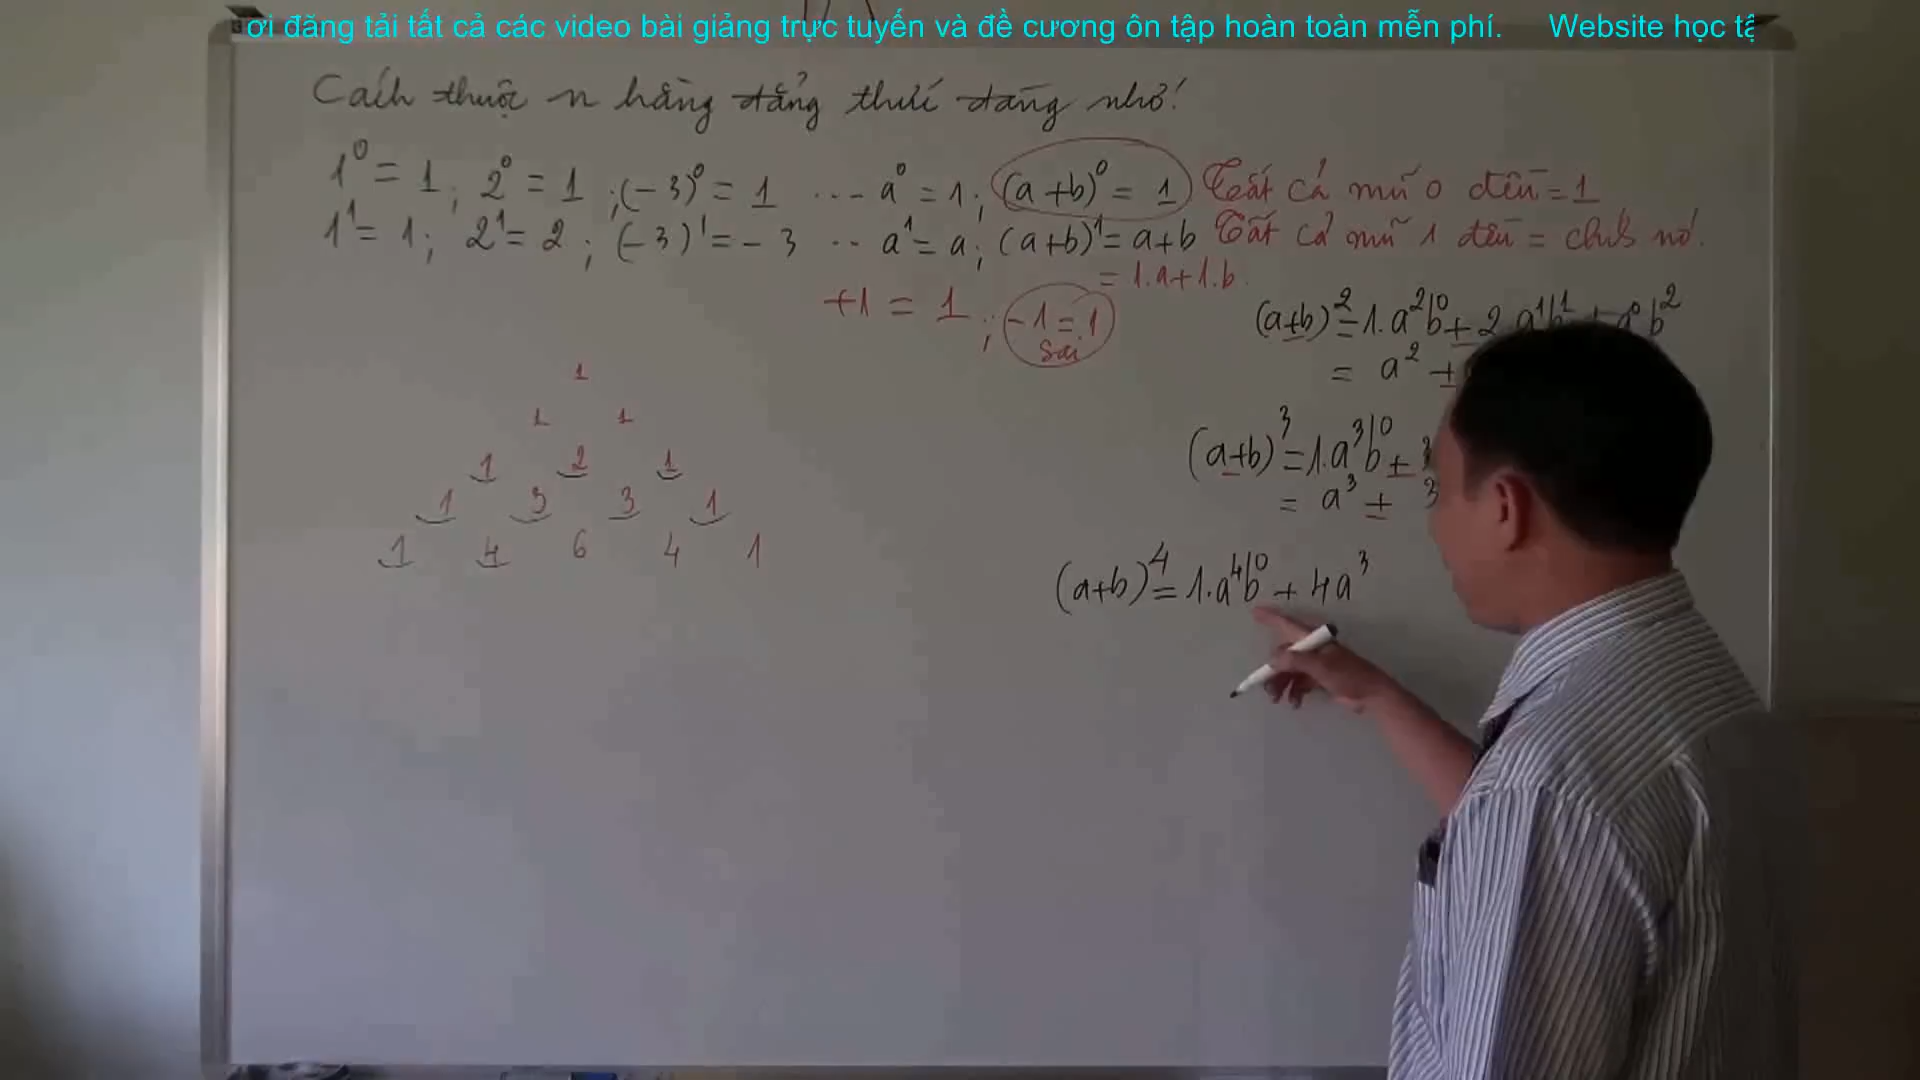 ơi đăng tải tất cả các video bài giảng trực tuyến và đề cương ôn tập hoàn toàn mễn phí. Website học tậ
Cách thuộc n hằng đẳng thức đáng nhớ!
1⁰ = 1; 2⁰ = 1; (-3)⁰ = 1 ... a⁰ = 1; (a+b)⁰ = 1 Tất cả mũ 0 đều = 1
1¹ = 1; 2¹ = 2; (-3)¹ = -3 .. a¹ = a; (a+b)¹ = a+b Tất cả mũ 1 đều = chính nó.
= 1.a+1.b.
+1 = 1; -1 = 1
Sai
(a+b)² = 1.a²b⁰ + 2 a¹b¹ + a⁰b²
= a² +
1
1 1
1 2 1
(a+b)³ = 1.a³b⁰ + 3
= a³ + 3
1 3 3 1
1 4 6 4 1
(a+b)⁴ = 1.a⁴b⁰ + 4a³